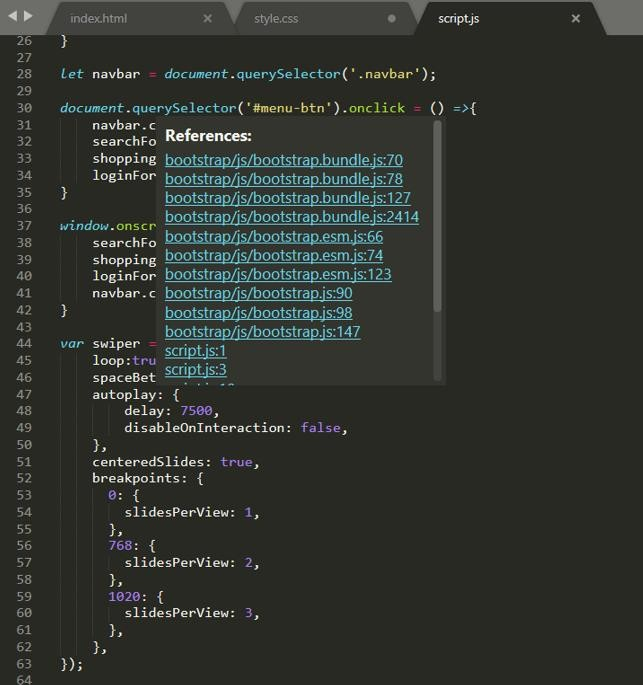 index.html
style.css
script.js
26 }
27
28 let navbar = document.querySelector('.navbar');
29
30 document.querySelector('#menu-btn').onclick = () =>{
31 navbar.c
32 searchFo
33 shopping
34 loginFor
35 }
36
37 window.onscr
38 searchFo
39 shopping
40 loginFor
41 navbar.c
42 }
43
44 var swiper =
45 loop:tru
46 spaceBet
47 autoplay: {
48 delay: 7500,
49 disableOnInteraction: false,
50 },
51 centeredSlides: true,
52 breakpoints: {
53 0: {
54 slidesPerView: 1,
55 },
56 768: {
57 slidesPerView: 2,
58 },
59 1020: {
60 slidesPerView: 3,
61 },
62 },
63 });
64
References:
bootstrap/js/bootstrap.bundle.js:70
bootstrap/js/bootstrap.bundle.js:78
bootstrap/js/bootstrap.bundle.js:127
bootstrap/js/bootstrap.bundle.js:2414
bootstrap/js/bootstrap.esm.js:66
bootstrap/js/bootstrap.esm.js:74
bootstrap/js/bootstrap.esm.js:123
bootstrap/js/bootstrap.js:90
bootstrap/js/bootstrap.js:98
bootstrap/js/bootstrap.js:147
script.js:1
script.js:3